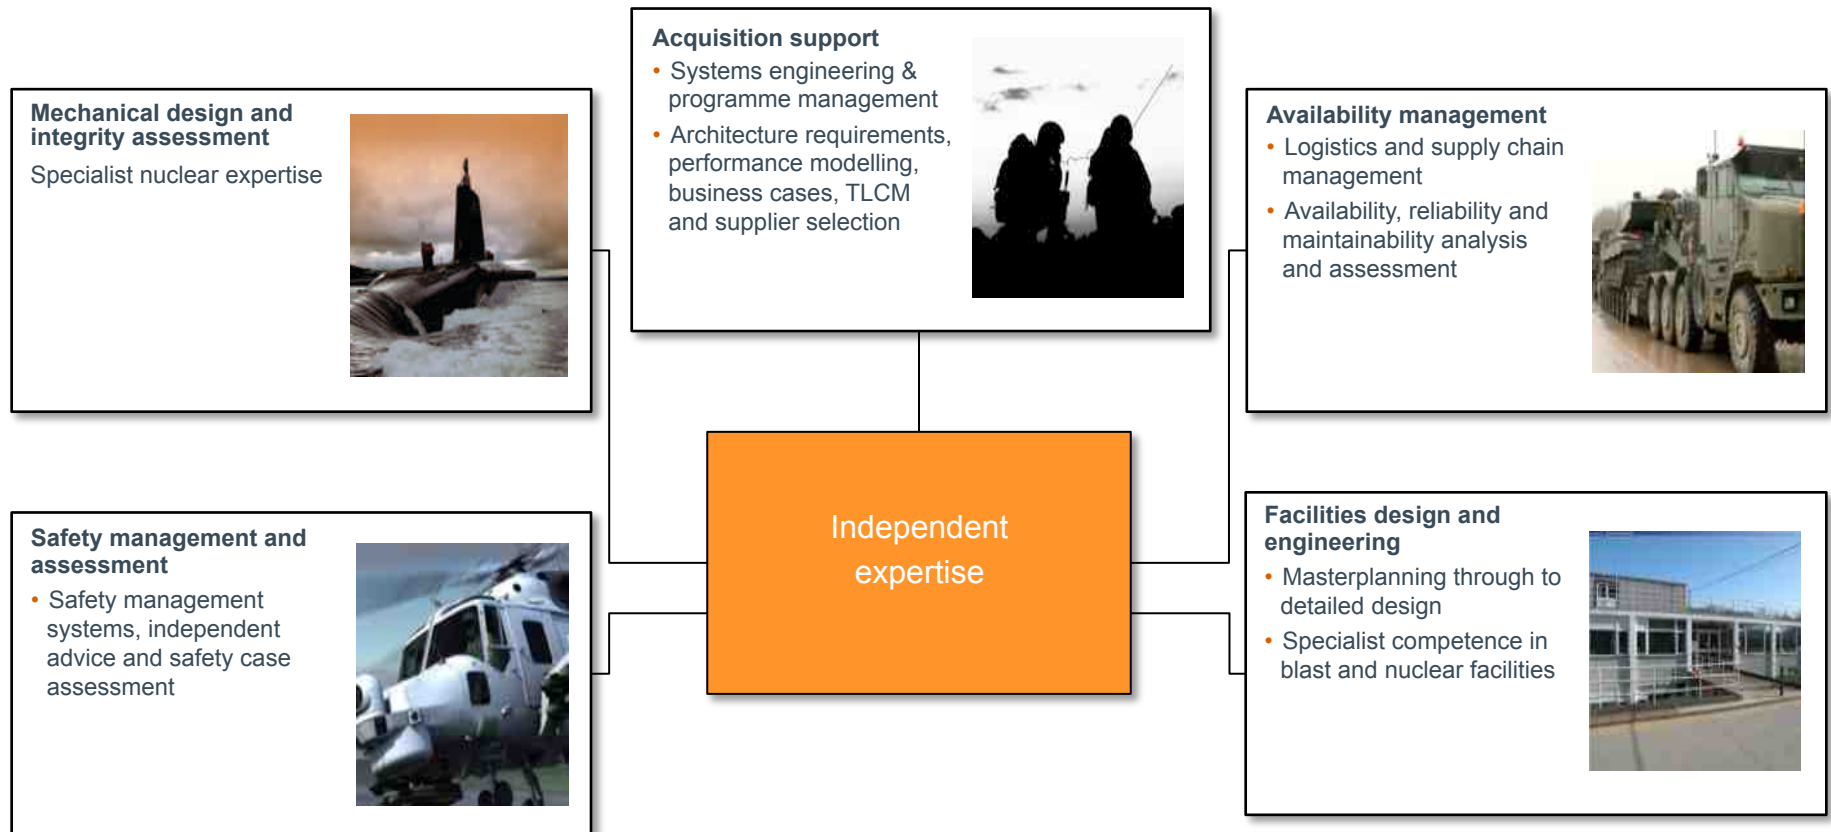 Mechanical design and
integrity assessment
Specialist nuclear expertise
Acquisition support
• Systems engineering &
programme management
• Architecture requirements,
performance modelling,
business cases, TLCM
and supplier selection
Availability management
• Logistics and supply chain
management
• Availability, reliability and
maintainability analysis
and assessment
Independent
expertise
Safety management and
assessment
• Safety management
systems, independent
advice and safety case
assessment
Facilities design and
engineering
• Masterplanning through to
detailed design
• Specialist competence in
blast and nuclear facilities